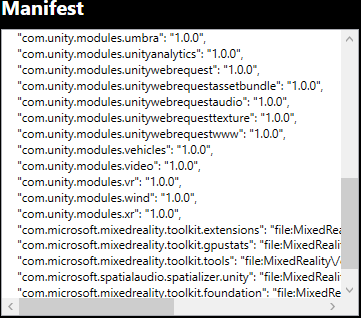 Manifest
"com.unity.modules.umbra": "1.0.0",
"com.unity.modules.unityanalytics": "1.0.0",
"com.unity.modules.unitywebrequest": "1.0.0",
"com.unity.modules.unitywebrequestassetbundle": "1.0.0",
"com.unity.modules.unitywebrequestaudio": "1.0.0",
"com.unity.modules.unitywebrequesttexture": "1.0.0",
"com.unity.modules.unitywebrequestwww": "1.0.0",
"com.unity.modules.vehicles": "1.0.0",
"com.unity.modules.video": "1.0.0",
"com.unity.modules.vr": "1.0.0",
"com.unity.modules.wind": "1.0.0",
"com.unity.modules.xr": "1.0.0",
"com.microsoft.mixedreality.toolkit.extensions": "file:MixedRea
"com.microsoft.mixedreality.toolkit.gpustats": "file:MixedReali
"com.microsoft.mixedreality.toolkit.tools": "file:MixedReality\/
"com.microsoft.spatialaudio.spatializer.unity": "file:MixedReal
"com.microsoft.mixedreality.toolkit.foundation": "file:MixedRe